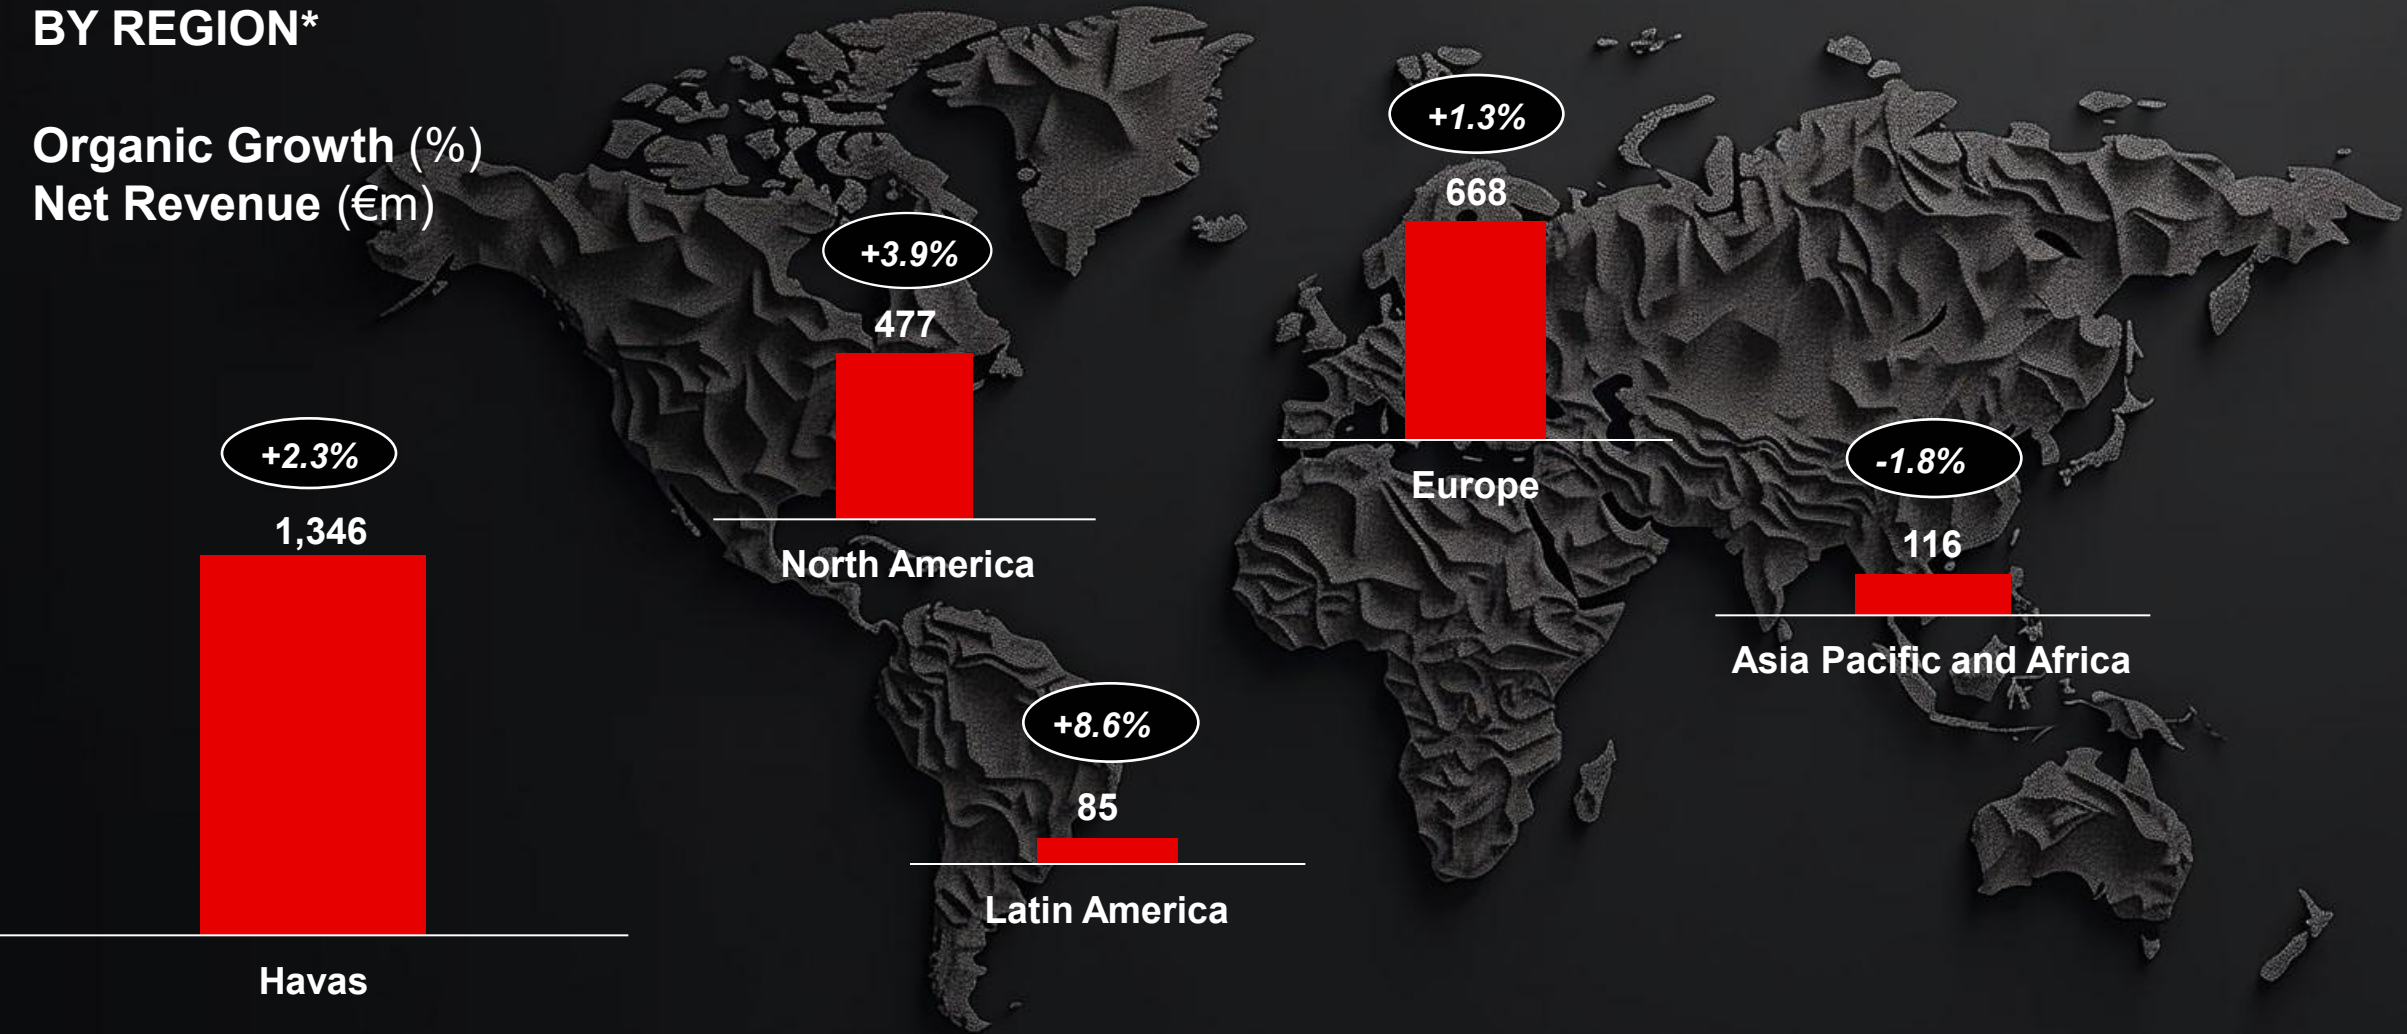 BY REGION*
Organic Growth (%)
Net Revenue (€m)
+2.3%
1,346
Havas
+3.9%
477
North America
+8.6%
85
Latin America
+1.3%
668
Europe
-1.8%
116
Asia Pacific and Africa